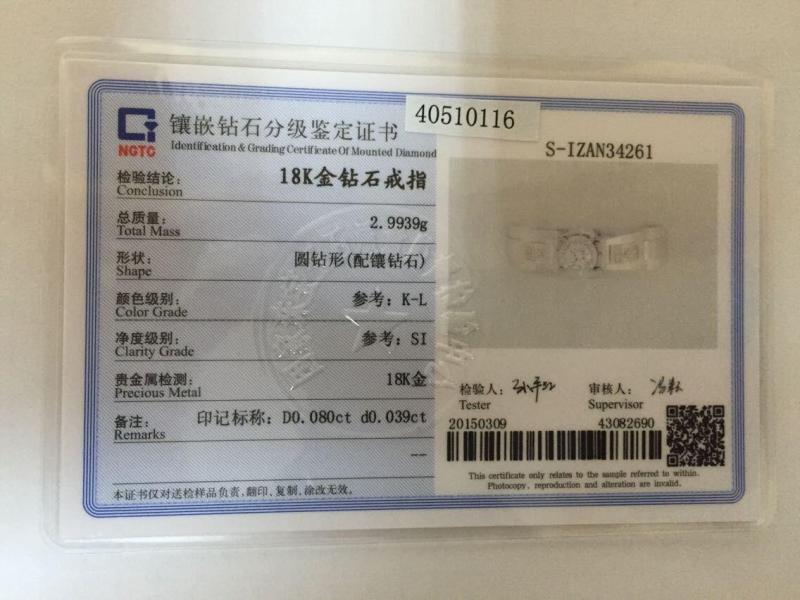 NGTC
镶嵌钻石分级鉴定证书
Identification & Grading Certificate Of Mounted Diamond
40510116
检验结论: 18K金钻石戒指
Conclusion
总质量: 2.9939g
Total Mass
形状: 圆钻形(配镶钻石)
Shape
颜色级别: 参考: K-L
Color Grade
净度级别: 参考: SI
Clarity Grade
贵金属检测: 18K金
Precious Metal
备注: 印记标称: D0.080ct d0.039ct
Remarks
--
本证书仅对送检样品负责,翻印、复制、涂改无效。
S-IZAN34261
检验人: 审核人:
Tester Supervisor
20150309 43082690
This certificate only relates to the sample referred to within.
Photocopy, reproduction and alteration are invalid.